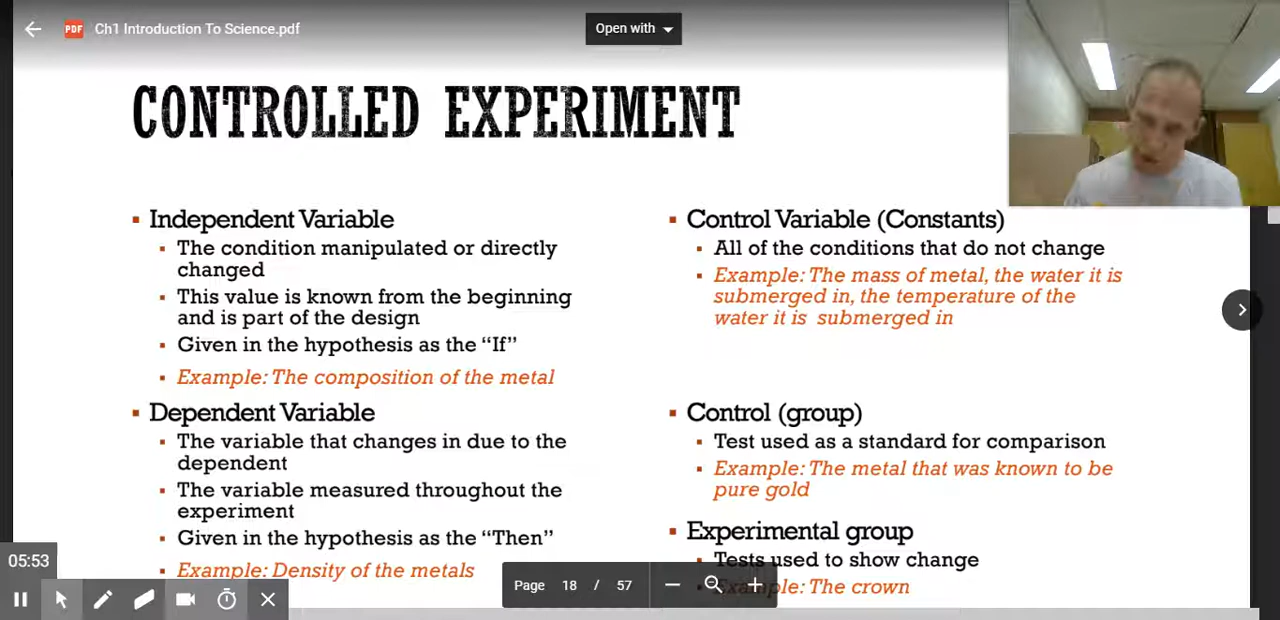 PDF Ch1 Introduction To Science.pdf
Open with
CONTROLLED EXPERIMENT
▪ Independent Variable
▪ The condition manipulated or directly
changed
▪ This value is known from the beginning
and is part of the design
▪ Given in the hypothesis as the “If”
▪ Example: The composition of the metal
▪ Dependent Variable
▪ The variable that changes in due to the
dependent
▪ The variable measured throughout the
experiment
▪ Given in the hypothesis as the “Then”
▪ Example: Density of the metals
▪ Control Variable (Constants)
▪ All of the conditions that do not change
▪ Example: The mass of metal, the water it is
submerged in, the temperature of the
water it is submerged in
▪ Control (group)
▪ Test used as a standard for comparison
▪ Example: The metal that was known to be
pure gold
▪ Experimental group
▪ Tests used to show change
The crown
05:53
Page 18 / 57